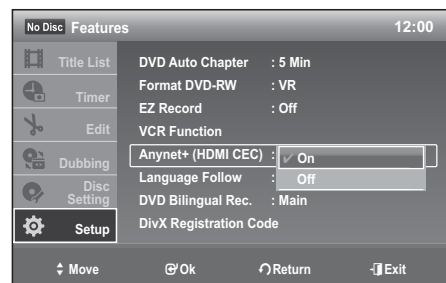 No Disc Features 12:00
Title List
Timer
Edit
Dubbing
Disc
Setting
Setup
DVD Auto Chapter : 5 Min
Format DVD-RW : VR
EZ Record : Off
VCR Function
Anynet+ (HDMI CEC) : ✔ On
Language Follow : Off
DVD Bilingual Rec. : Main
DivX Registration Code
Move Ok Return Exit